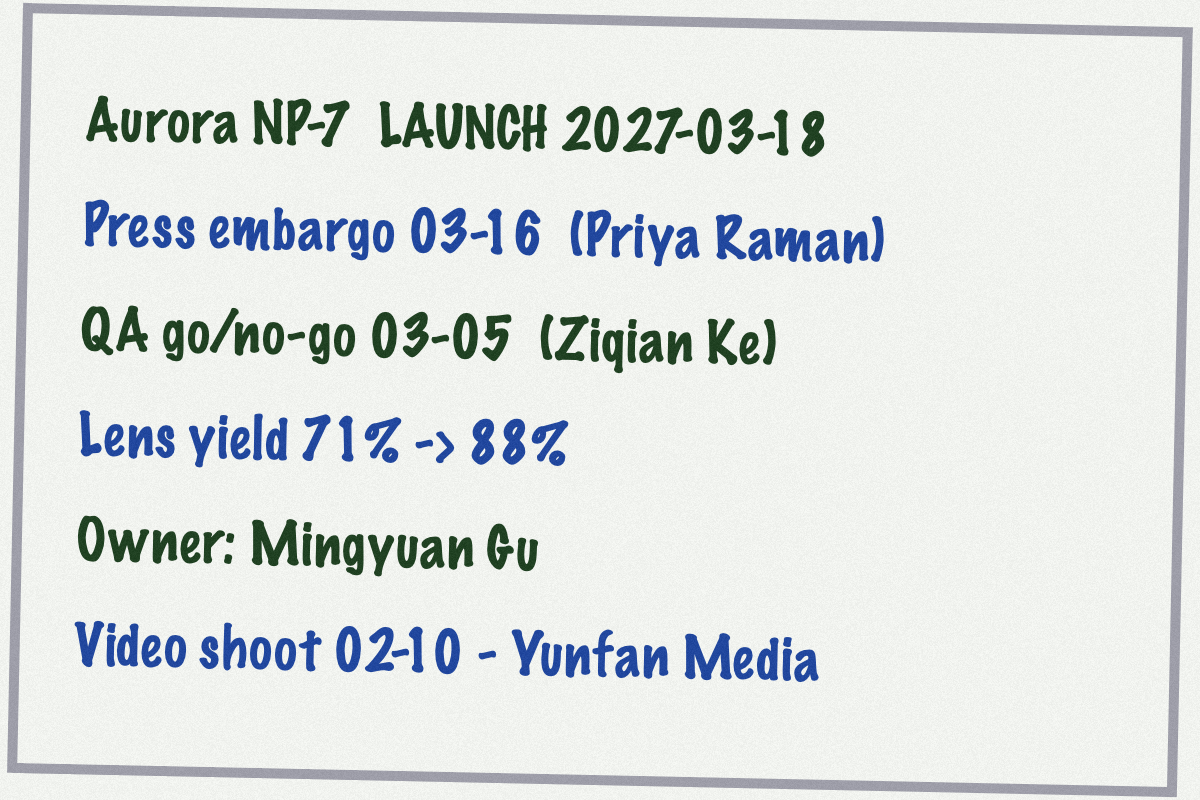 Aurora NP-7 LAUNCH 2027-03-18
Press embargo 03-16 (Priya Raman)
QA go/no-go 03-05 (Ziqian Ke)
Lens yield 71% -> 88%
Owner: Mingyuan Gu
Video shoot 02-10 - Yunfan Media